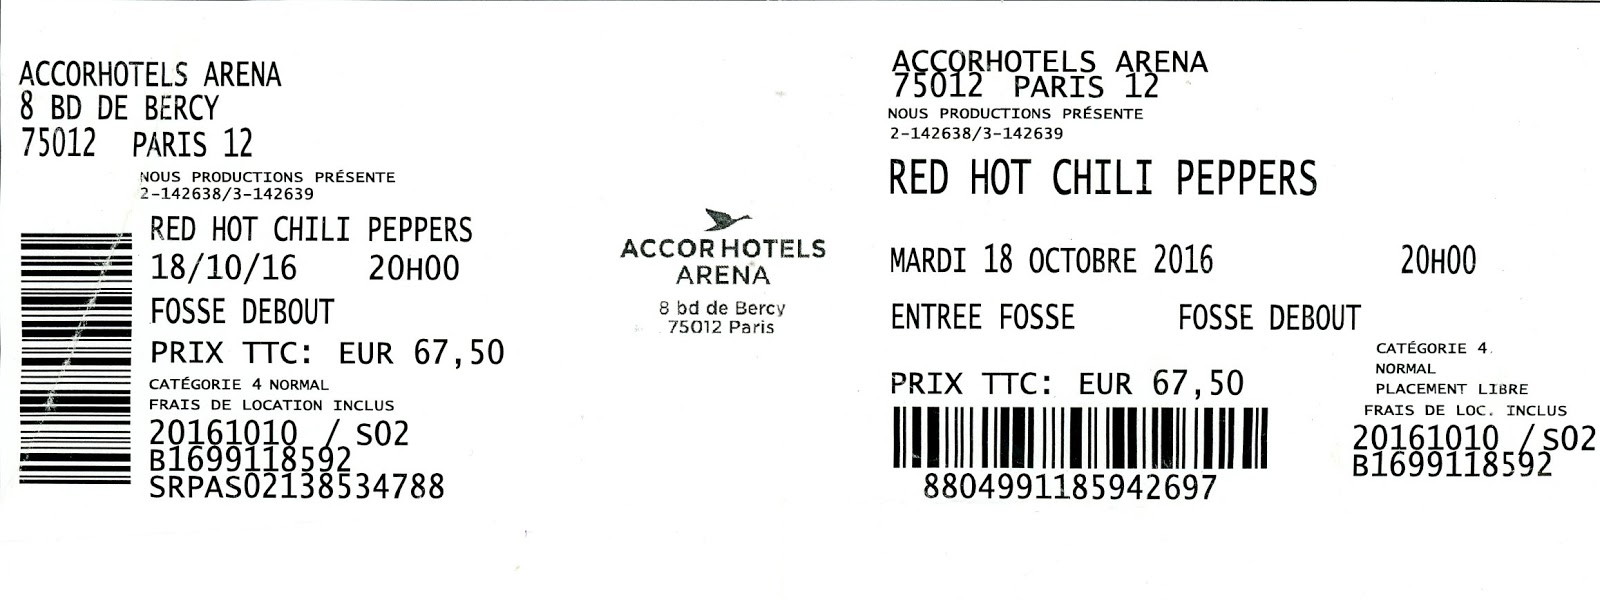 ACCORHOTELS ARENA
8 BD DE BERCY
75012 PARIS 12
NOUS PRODUCTIONS PRÉSENTE
2-142638/3-142639
RED HOT CHILI PEPPERS
18/10/16 20H00
FOSSE DEBOUT
PRIX TTC: EUR 67,50
CATÉGORIE 4 NORMAL
FRAIS DE LOCATION INCLUS
20161010 / S02
B1699118592
SRPAS02138534788
ACCORHOTELS
ARENA
8 bd de Bercy
75012 Paris
ACCORHOTELS ARENA
75012 PARIS 12
NOUS PRODUCTIONS PRÉSENTE
2-142638/3-142639
RED HOT CHILI PEPPERS
MARDI 18 OCTOBRE 2016 20H00
ENTREE FOSSE FOSSE DEBOUT
CATÉGORIE 4
NORMAL
PLACEMENT LIBRE
FRAIS DE LOC. INCLUS
PRIX TTC: EUR 67,50
8804991185942697
20161010 / S02
B1699118592